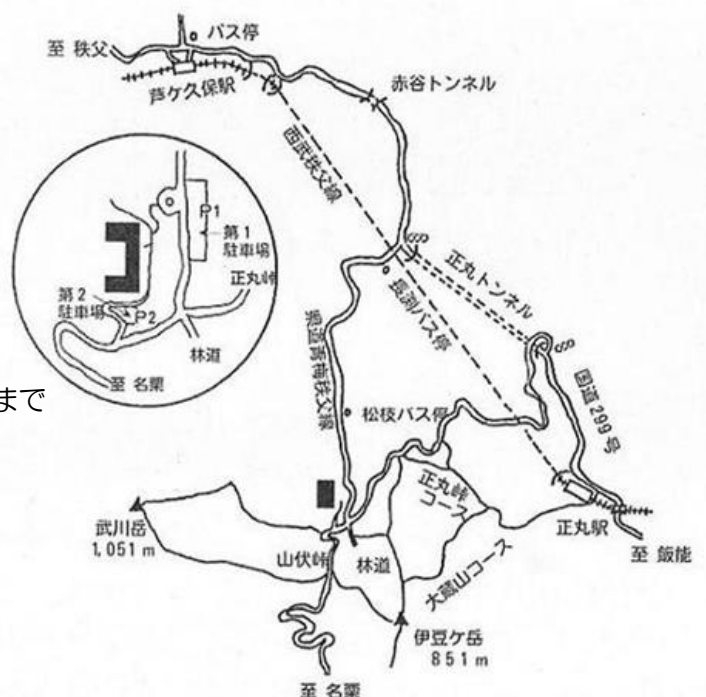 バス停
至 秩父
芦ケ久保駅
赤谷トンネル
西武秩父線
P1
第1
駐車場
正丸峠
第2
駐車場
P2
林道
至 名栗
正丸トンネル
長渕バス停
県道青梅秩父線
国道299号
まで
松枝バス停
正丸峠
コース
武川岳
1,051m
山伏峠
林道
大蔵山コース
正丸駅
至 飯能
伊豆ケ岳
851m
至 名栗